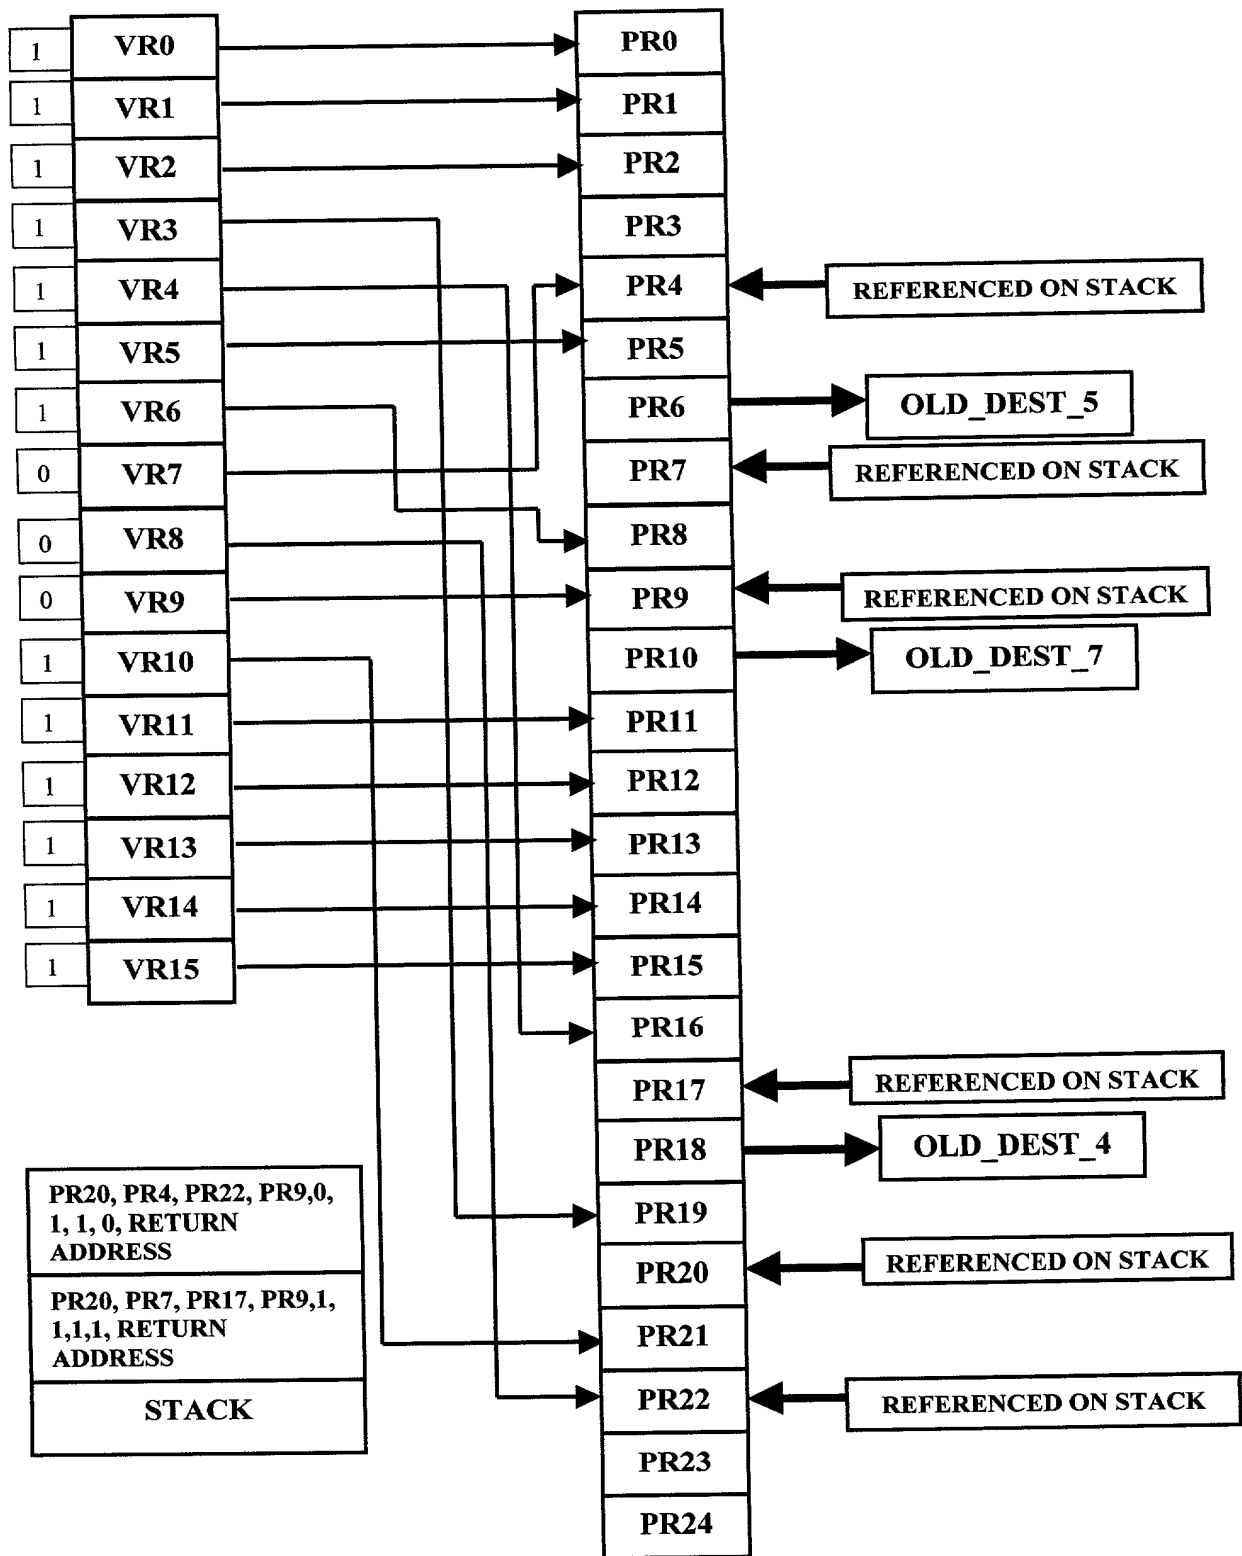 1 VR0 PR0
1 VR1 PR1
1 VR2 PR2
1 VR3 PR3
1 VR4 PR4 REFERENCED ON STACK
1 VR5 PR5
1 VR6 PR6 OLD_DEST_5
0 VR7 PR7 REFERENCED ON STACK
0 VR8 PR8
0 VR9 PR9 REFERENCED ON STACK
1 VR10 PR10 OLD_DEST_7
1 VR11 PR11
1 VR12 PR12
1 VR13 PR13
1 VR14 PR14
1 VR15 PR15
PR16
PR17 REFERENCED ON STACK
PR18 OLD_DEST_4
PR19
PR20 REFERENCED ON STACK
PR21
PR22 REFERENCED ON STACK
PR23
PR24
PR20, PR4, PR22, PR9,0,
1, 1, 0, RETURN
ADDRESS
PR20, PR7, PR17, PR9,1,
1,1,1, RETURN
ADDRESS
STACK